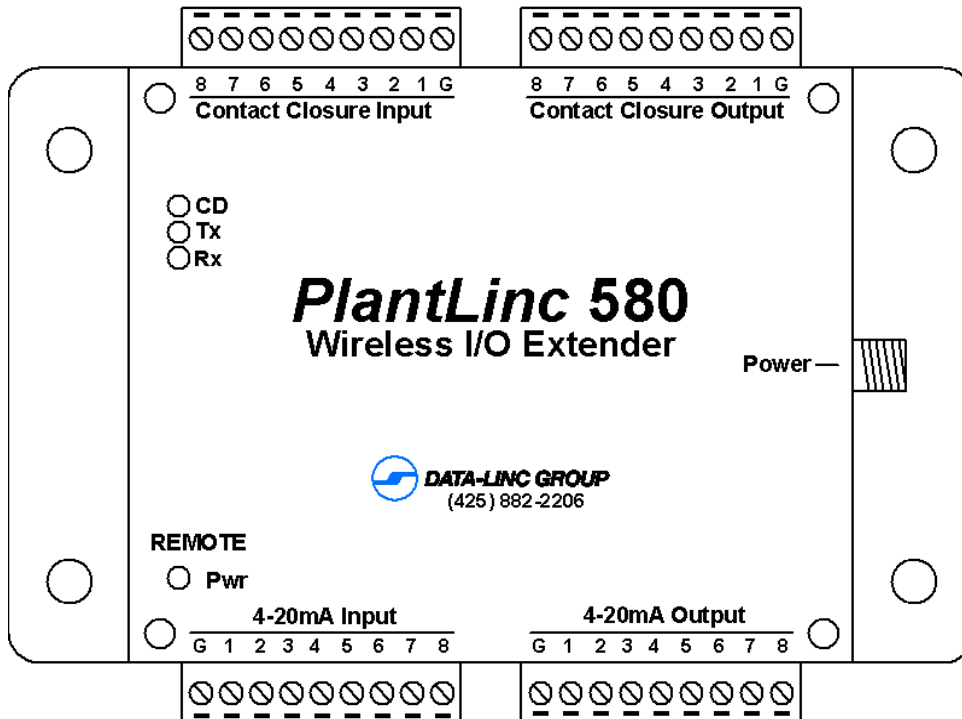 8 7 6 5 4 3 2 1 G
Contact Closure Input
8 7 6 5 4 3 2 1 G
Contact Closure Output
CD
Tx
Rx
PlantLinc 580
Wireless I/O Extender
Power
DATA-LINC GROUP
(425) 882-2206
REMOTE
Pwr
4-20mA Input
G 1 2 3 4 5 6 7 8
4-20mA Output
G 1 2 3 4 5 6 7 8